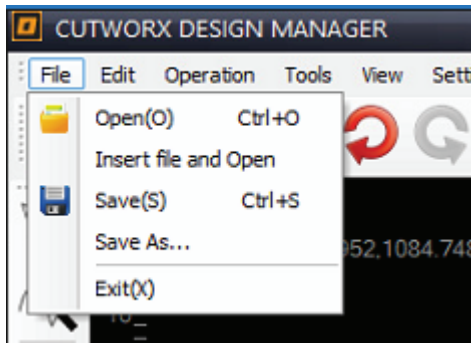 CUTWORX DESIGN MANAGER
File Edit Operation Tools View Setti
Open(O) Ctrl+O
Insert file and Open
Save(S) Ctrl+S
Save As...
952,1084.748
Exit(X)